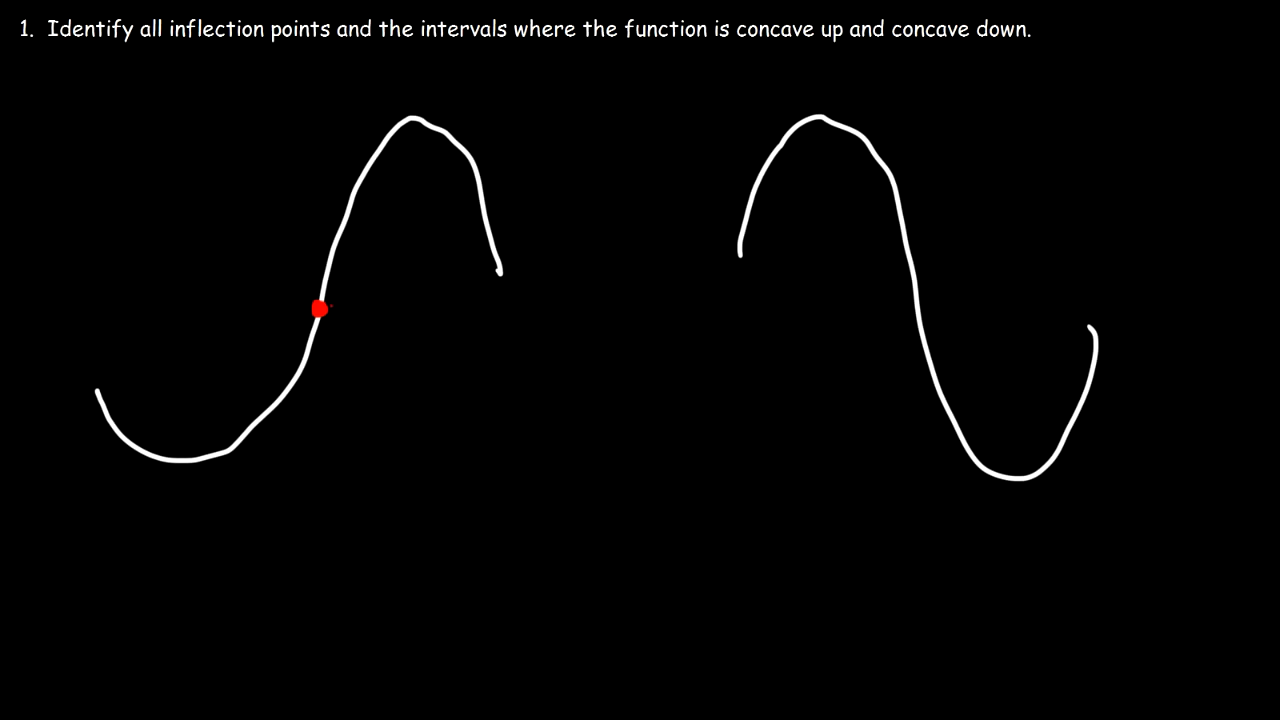 1. Identify all inflection points and the intervals where the function is concave up and concave down.